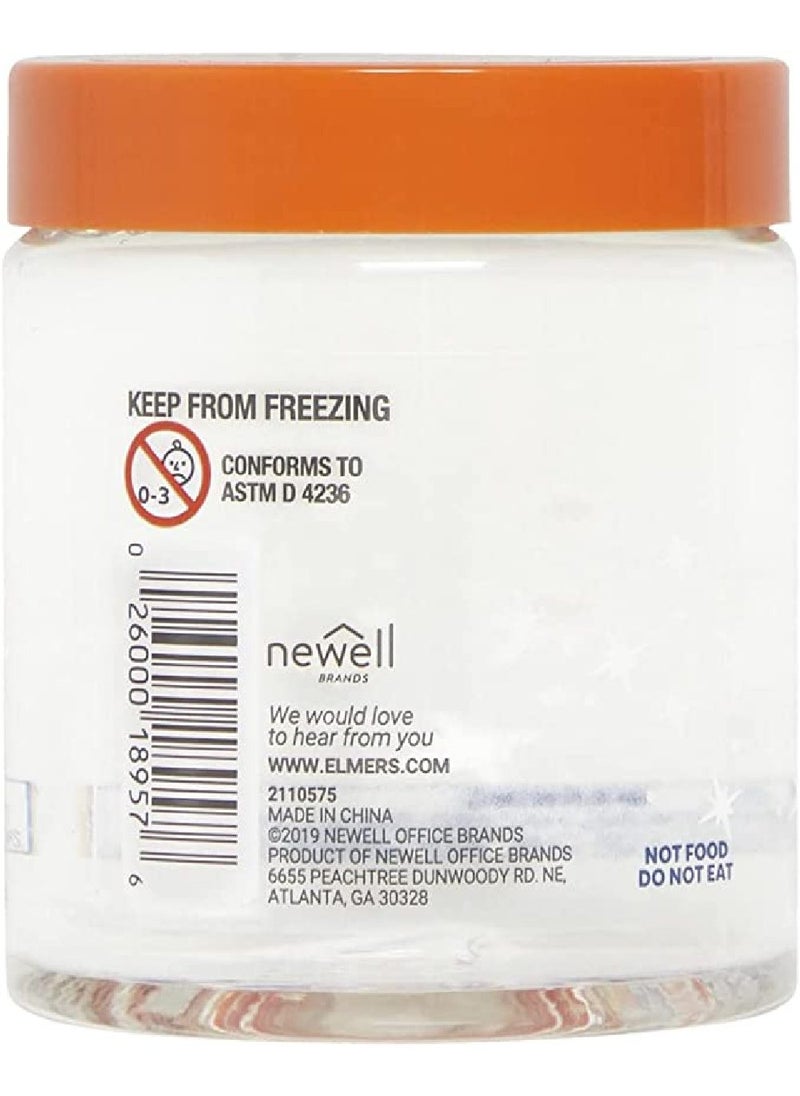 KEEP FROM FREEZING
0-3
CONFORMS TO
ASTM D 4236
0 26000 18957 6
newell
BRANDS
We would love
to hear from you
WWW.ELMERS.COM
2110575
MADE IN CHINA
©2019 NEWELL OFFICE BRANDS
PRODUCT OF NEWELL OFFICE BRANDS
6655 PEACHTREE DUNWOODY RD. NE,
ATLANTA, GA 30328
NOT FOOD
DO NOT EAT